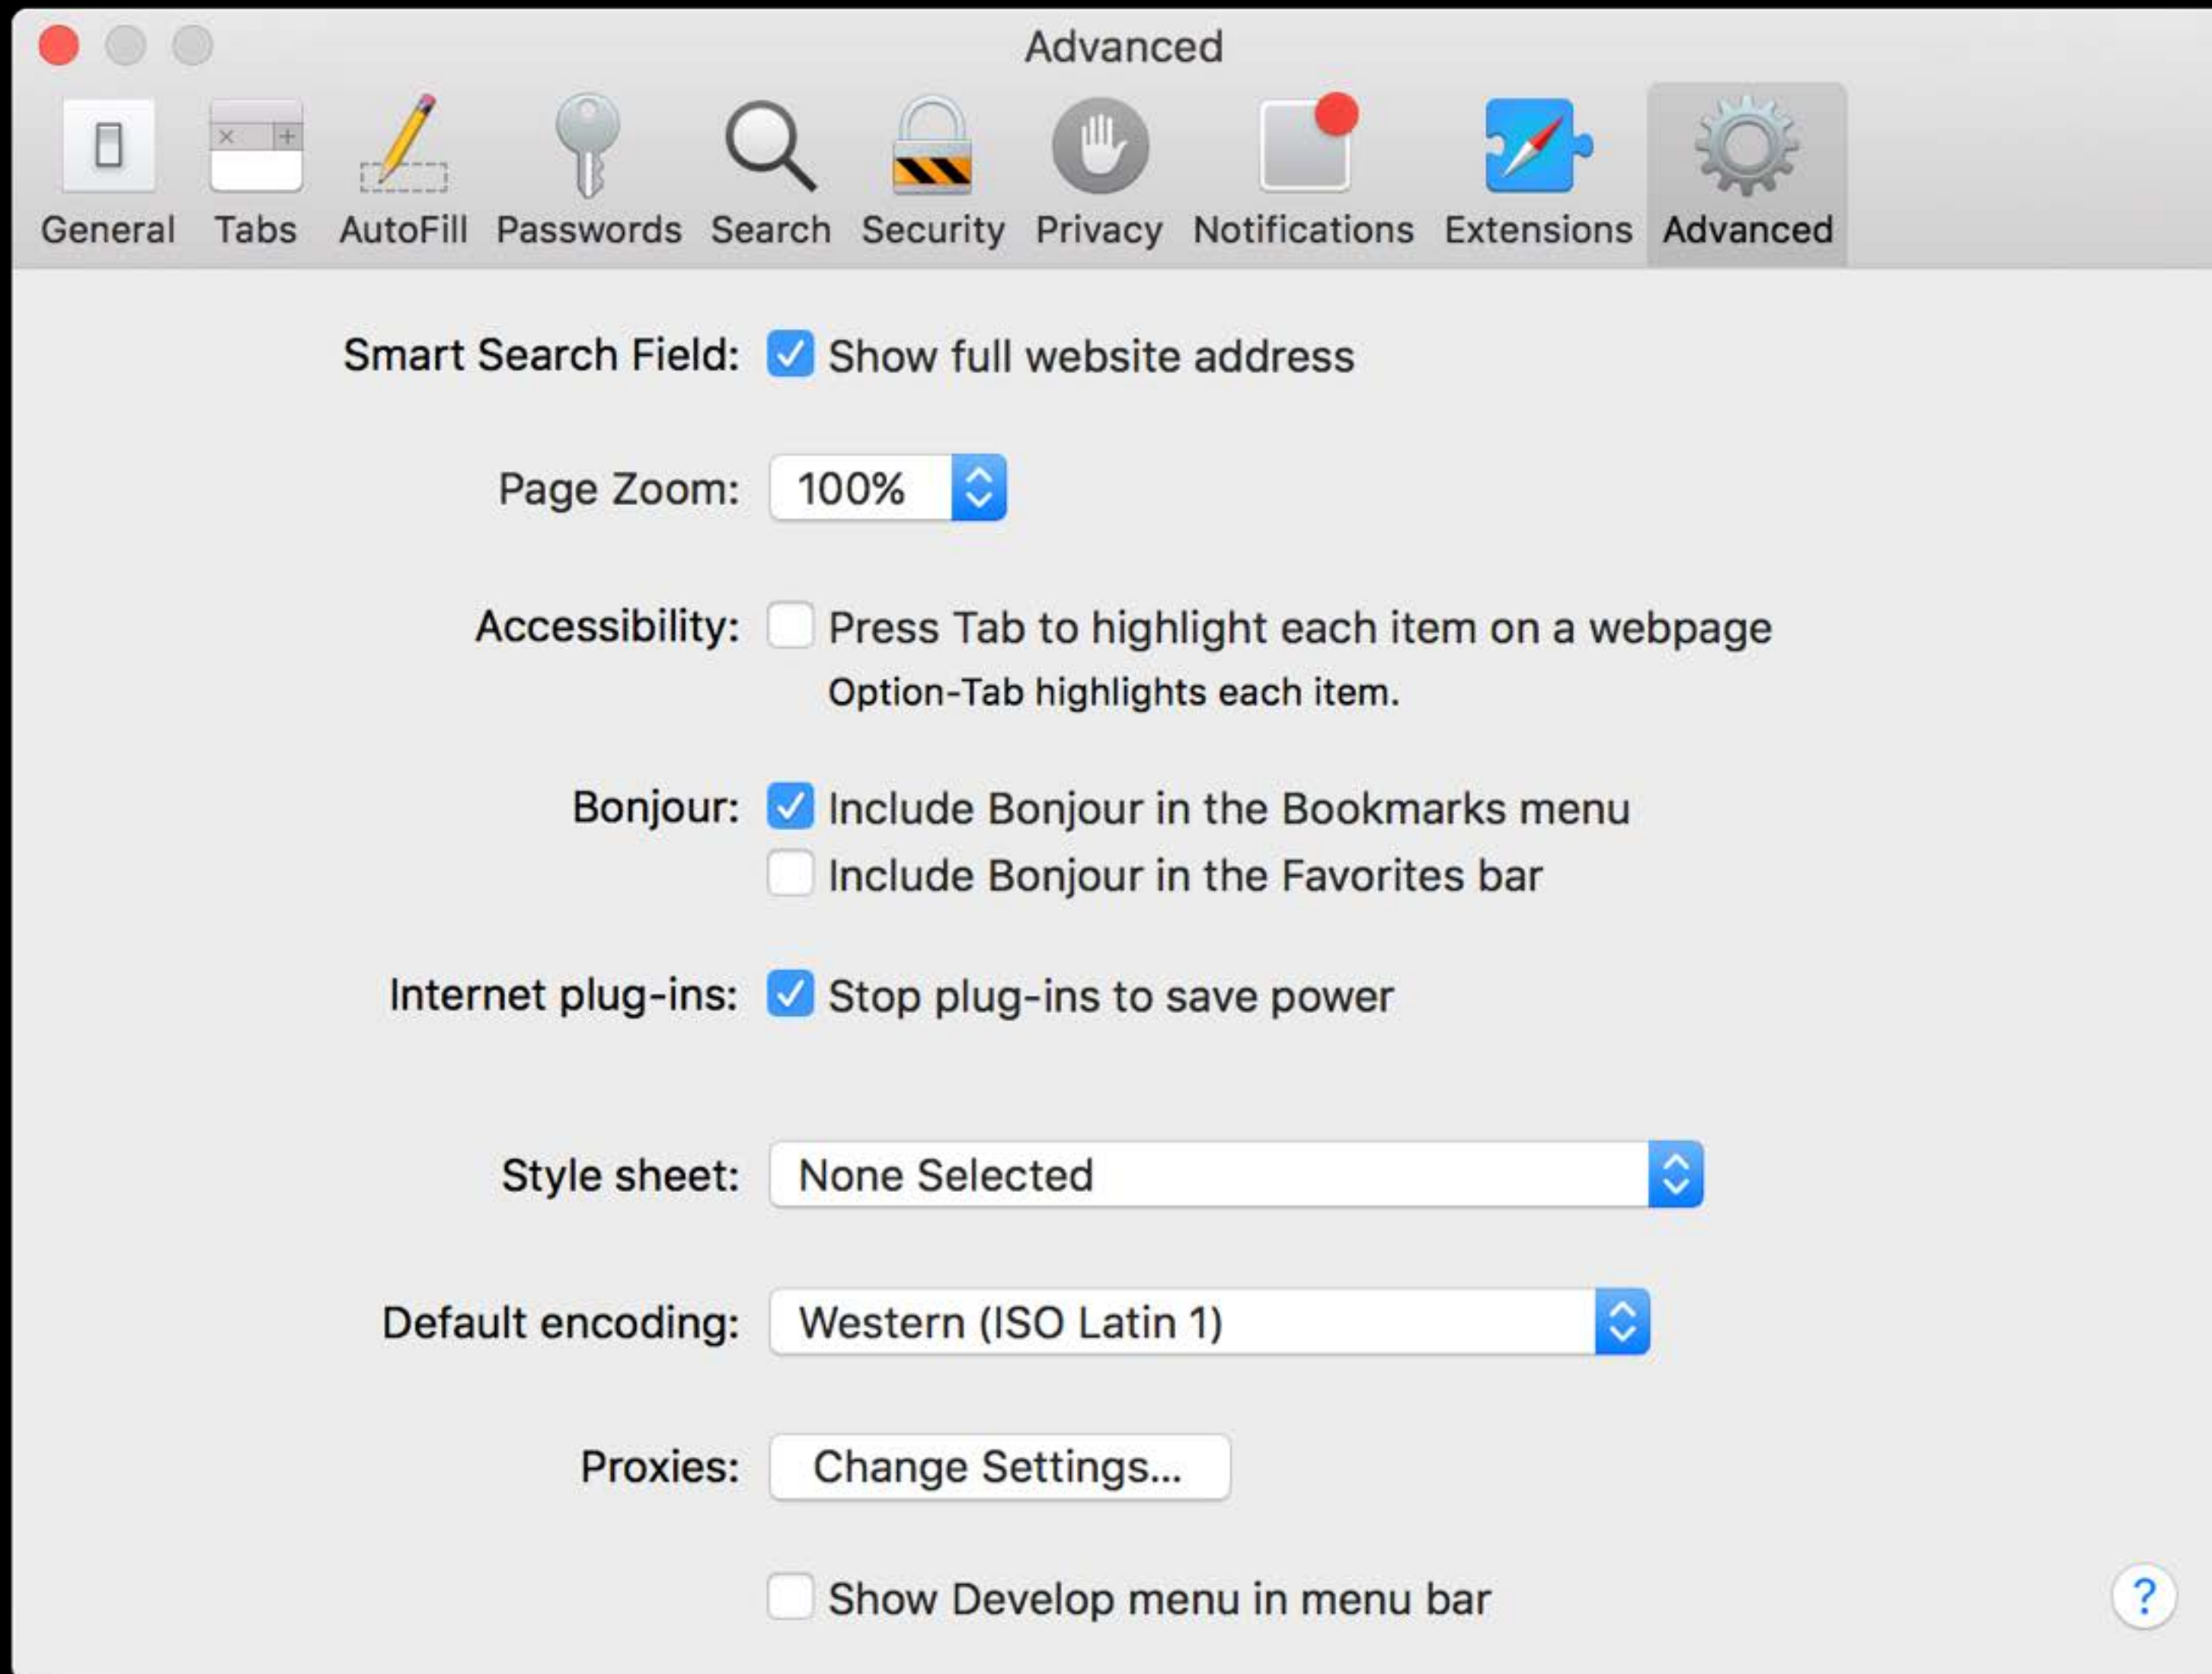 Advanced
General Tabs AutoFill Passwords Search Security Privacy Notifications Extensions Advanced
Smart Search Field: Show full website address
Page Zoom: 100%
Accessibility: Press Tab to highlight each item on a webpage
Option-Tab highlights each item.
Bonjour: Include Bonjour in the Bookmarks menu
Include Bonjour in the Favorites bar
Internet plug-ins: Stop plug-ins to save power
Style sheet: None Selected
Default encoding: Western (ISO Latin 1)
Proxies: Change Settings...
Show Develop menu in menu bar
?